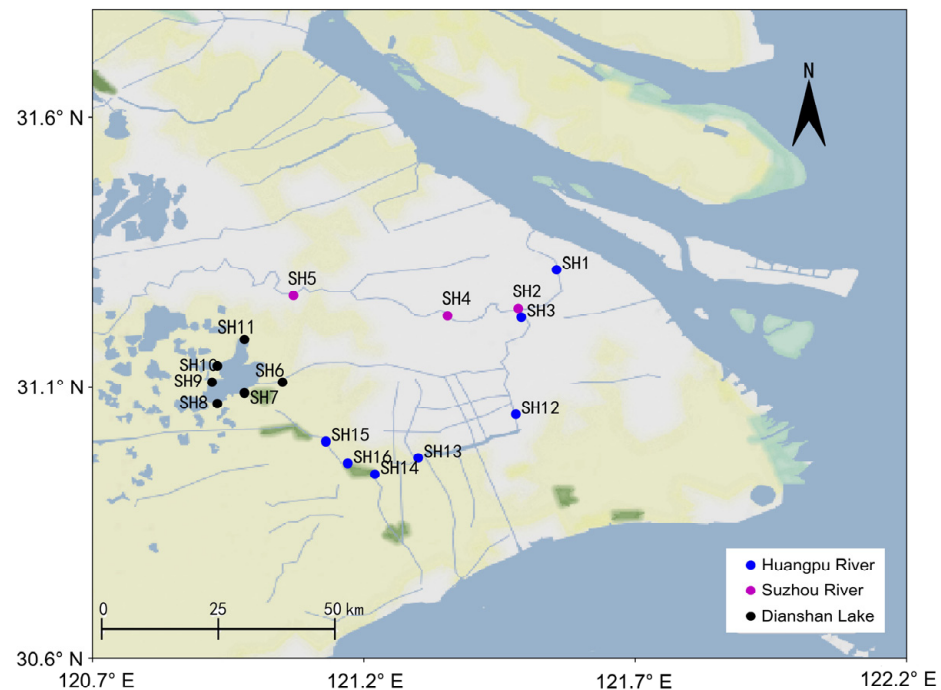 N
31.6° N
SH1
SH5
SH2
SH4
SH3
SH11
SH10
SH6
SH9
31.1° N
SH7
SH8
SH12
SH15
SH13
SH16
SH14
Huangpu River
Suzhou River
Dianshan Lake
0 25 50 km
30.6° N
120.7° E 121.2° E 121.7° E 122.2° E